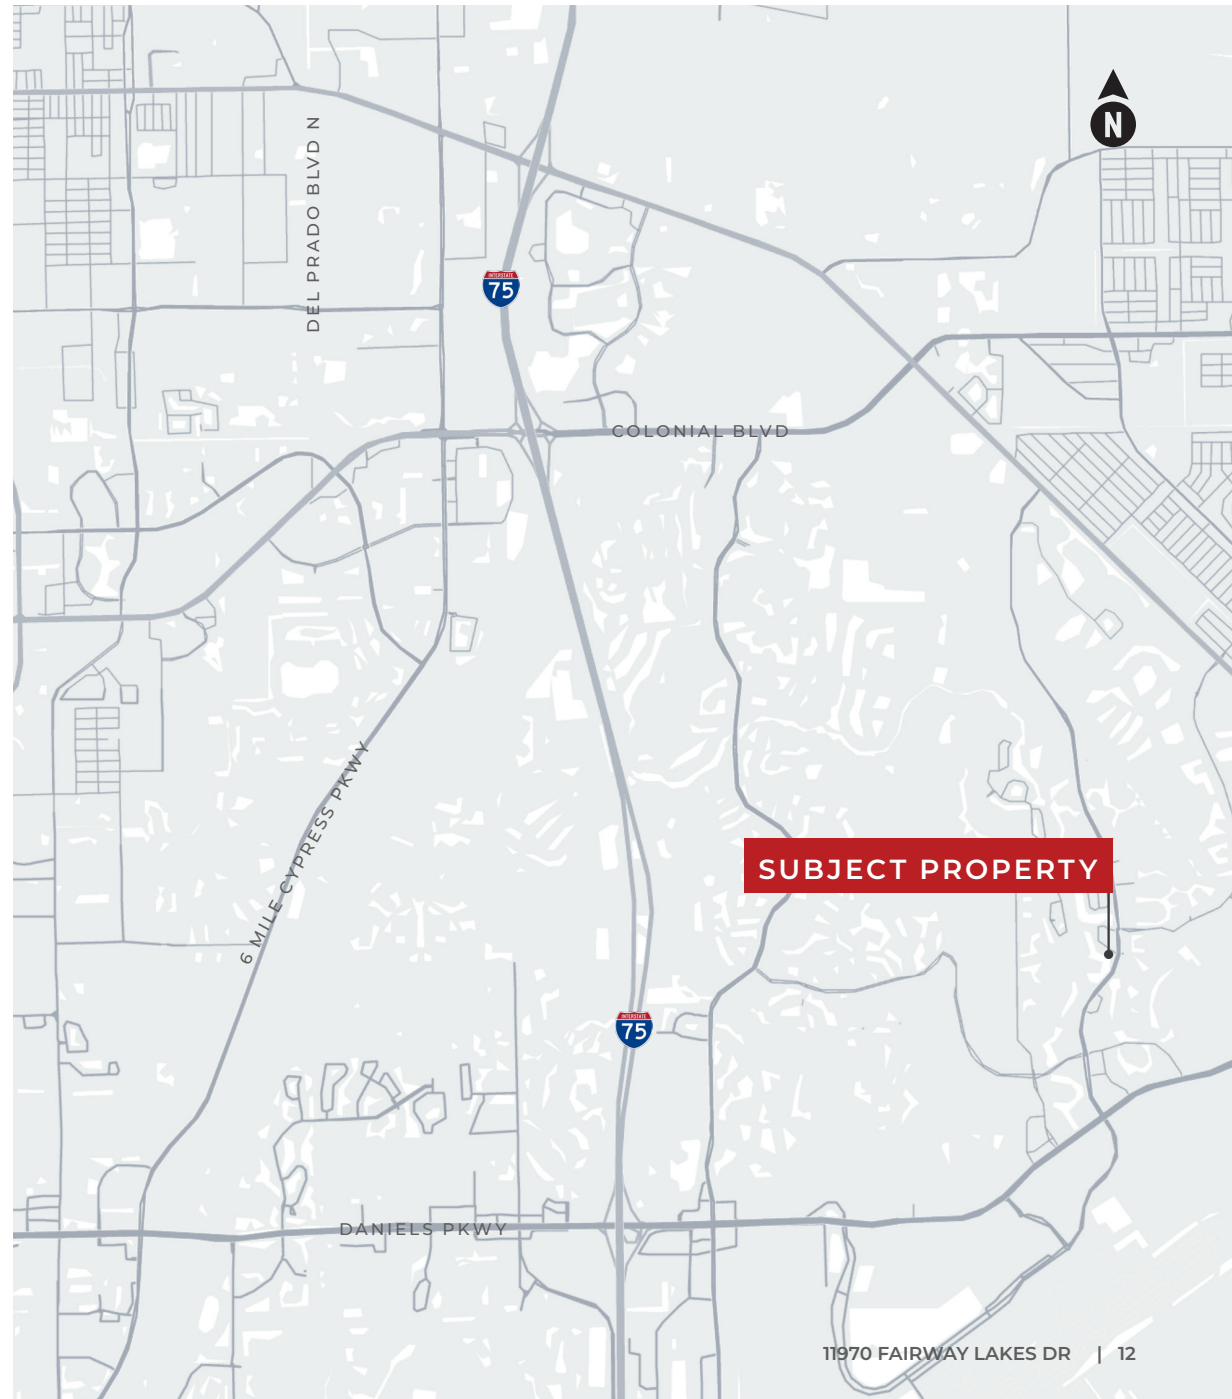 N
DEL PRADO BLVD N
INTERSTATE
75
COLONIAL BLVD
6 MILE CYPRESS PKWY
SUBJECT PROPERTY
INTERSTATE
75
DANIELS PKWY
11970 FAIRWAY LAKES DR | 12